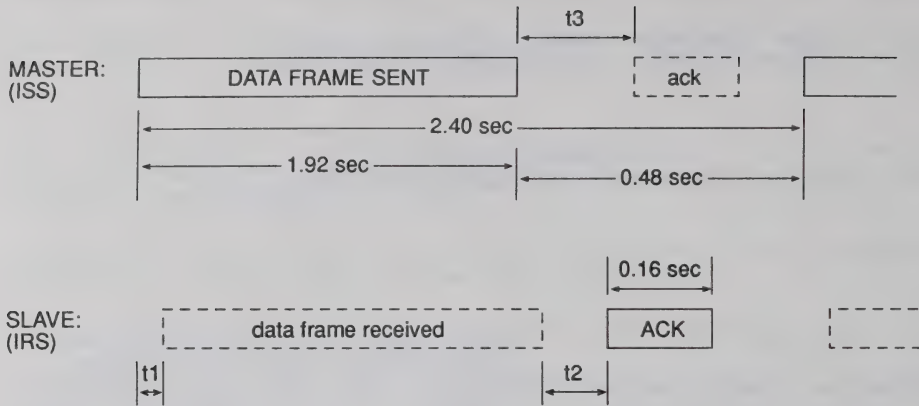 t3
MASTER:
(ISS)
DATA FRAME SENT
ack
2.40 sec
1.92 sec
0.48 sec
0.16 sec
SLAVE:
(IRS)
data frame received
ACK
t1
t2